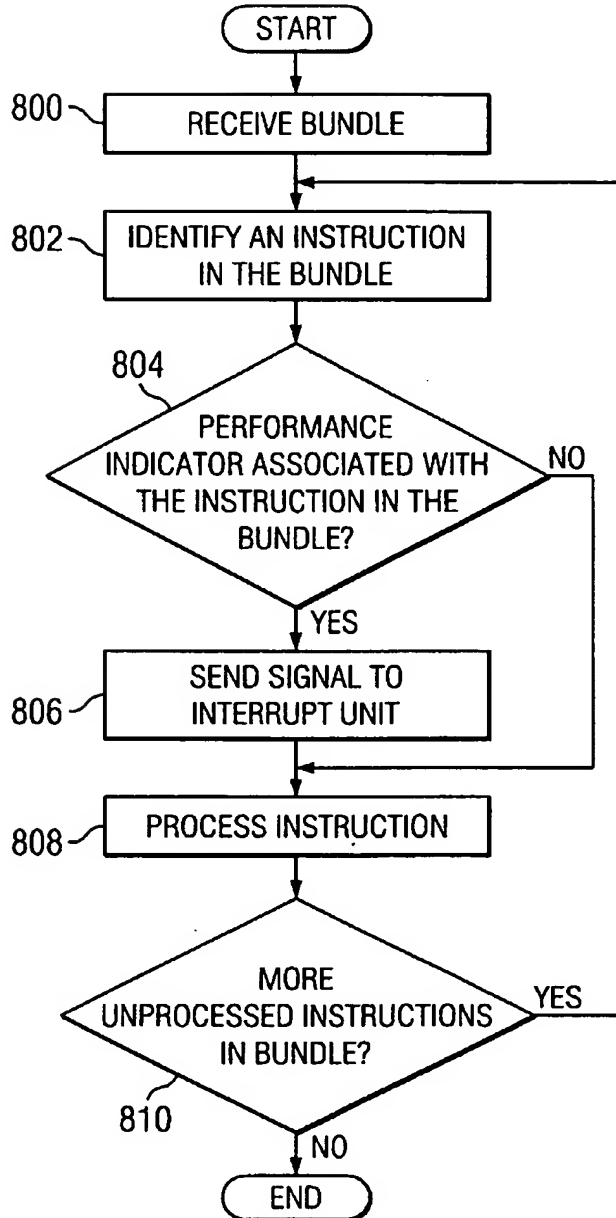 START
800
RECEIVE BUNDLE
802
IDENTIFY AN INSTRUCTION
IN THE BUNDLE
804
PERFORMANCE
INDICATOR ASSOCIATED WITH
THE INSTRUCTION IN THE
BUNDLE?
NO
YES
806
SEND SIGNAL TO
INTERRUPT UNIT
808
PROCESS INSTRUCTION
MORE
UNPROCESSED INSTRUCTIONS
IN BUNDLE?
YES
810
NO
END